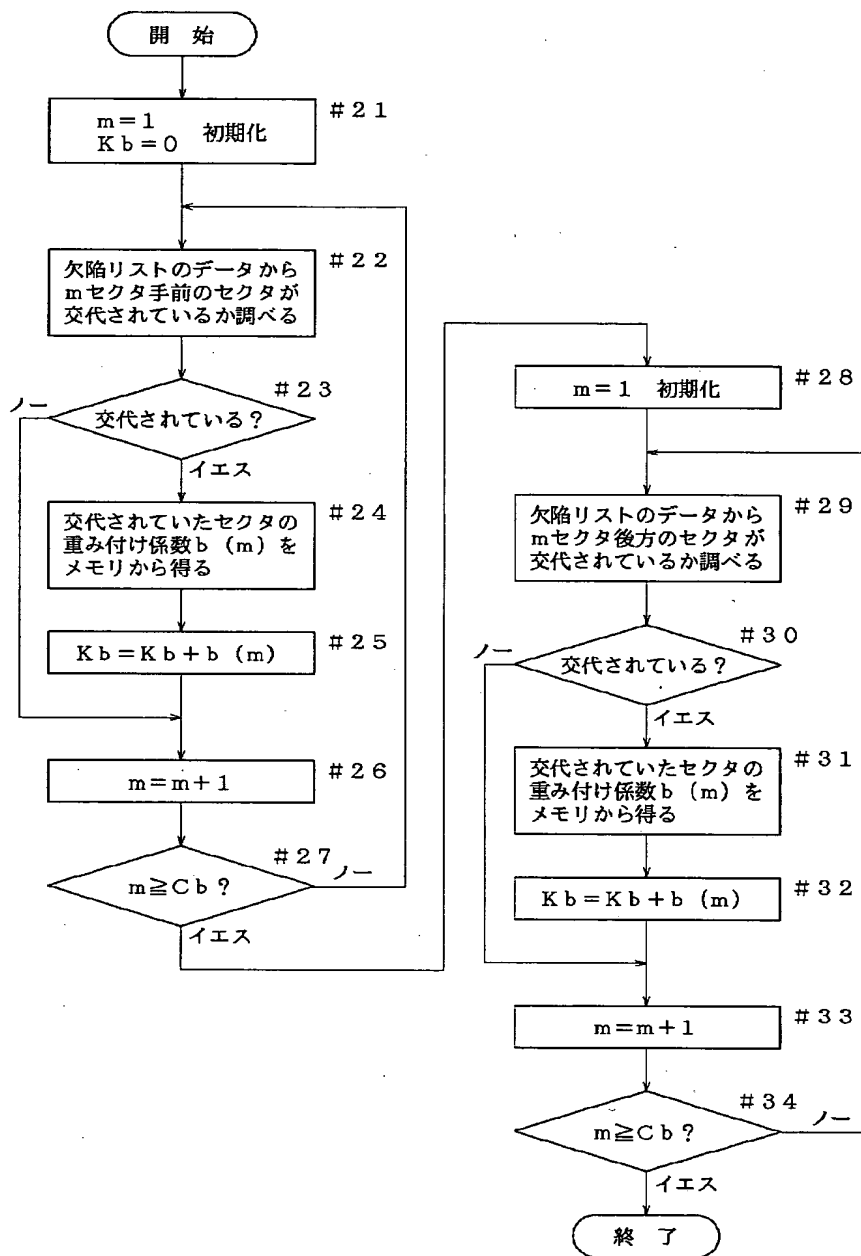 開 始
#21
m=1
Kb=0 初期化
#22
欠陥リストのデータから
mセクタ手前のセクタが
交代されているか調べる
#23
ノー
交代されている?
イエス
#24
交代されていたセクタの
重み付け係数b(m)を
メモリから得る
#25
Kb=Kb+b(m)
#26
m=m+1
#27
m≧Cb?
ノー
イエス
#28
m=1 初期化
#29
欠陥リストのデータから
mセクタ後方のセクタが
交代されているか調べる
#30
ノー
交代されている?
イエス
#31
交代されていたセクタの
重み付け係数b(m)を
メモリから得る
#32
Kb=Kb+b(m)
#33
m=m+1
#34
m≧Cb?
ノー
イエス
終 了